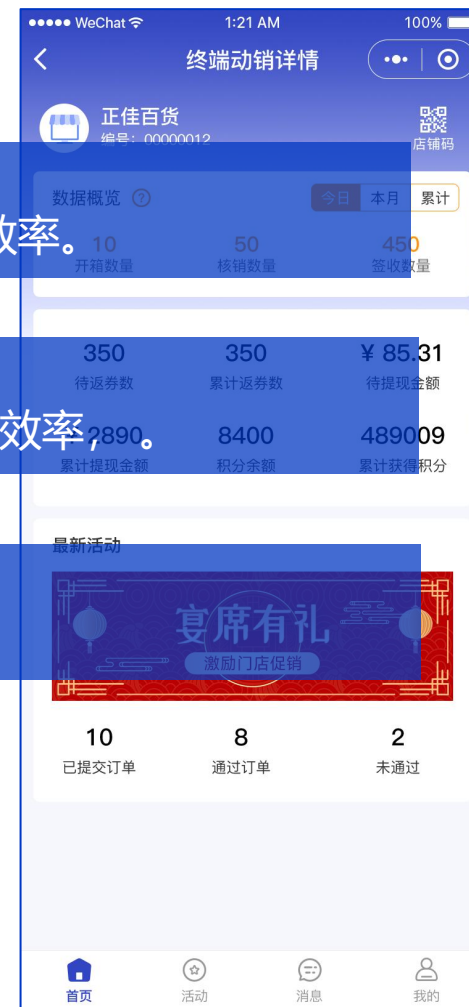 WeChat 1:21 AM 100%
终端动销详情
正佳百货
编号：00000012
店铺码
数据概览 ? 今日 本月 累计
效率。
10 50 450
开箱数量 核销数量 签收数量
350 350 ¥ 85.31
待返券数 累计返券数 待提现金额
效率，。
¥ 2890 8400 489009
累计提现金额 积分余额 累计获得积分
最新活动
宴席有礼
激励门店促销
10 8 2
已提交订单 通过订单 未通过
首页 活动 消息 我的